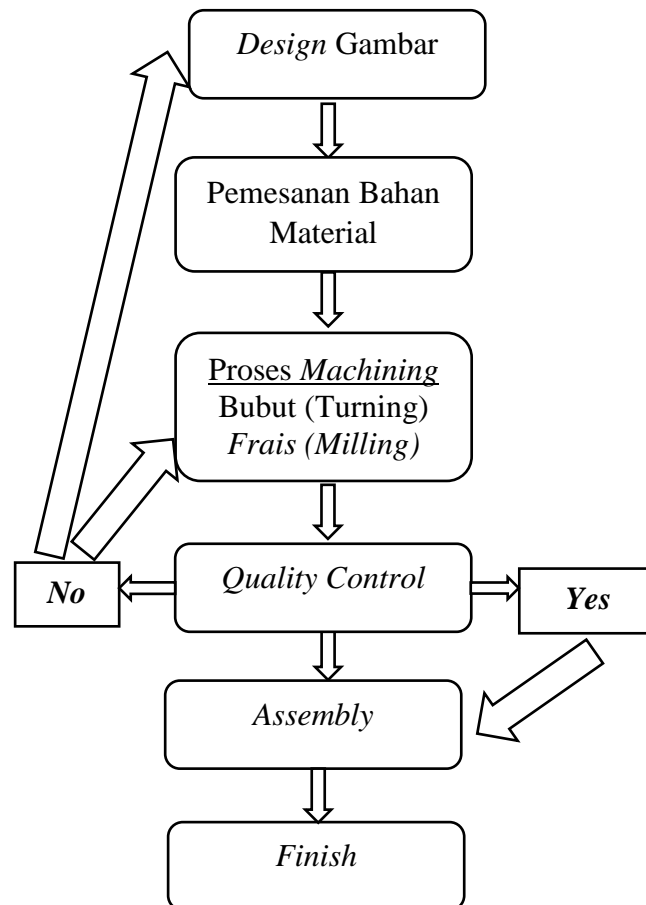 Design Gambar
Pemesanan Bahan
Material
Proses Machining
Bubut (Turning)
Frais (Milling)
No
Quality Control
Yes
Assembly
Finish